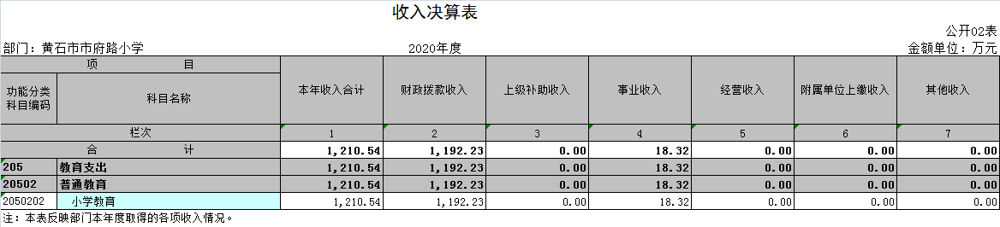 收入决算表
公开02表
部门：黄石市市府路小学 2020年度 金额单位：万元
项 目 本年收入合计 财政拨款收入 上级补助收入 事业收入 经营收入 附属单位上缴收入 其他收入
功能分类科目编码 科目名称
栏次 1 2 3 4 5 6 7
合 计 1,210.54 1,192.23 0.00 18.32 0.00 0.00 0.00
205 教育支出 1,210.54 1,192.23 0.00 18.32 0.00 0.00 0.00
20502 普通教育 1,210.54 1,192.23 0.00 18.32 0.00 0.00 0.00
2050202 小学教育 1,210.54 1,192.23 0.00 18.32 0.00 0.00 0.00
注：本表反映部门本年度取得的各项收入情况。